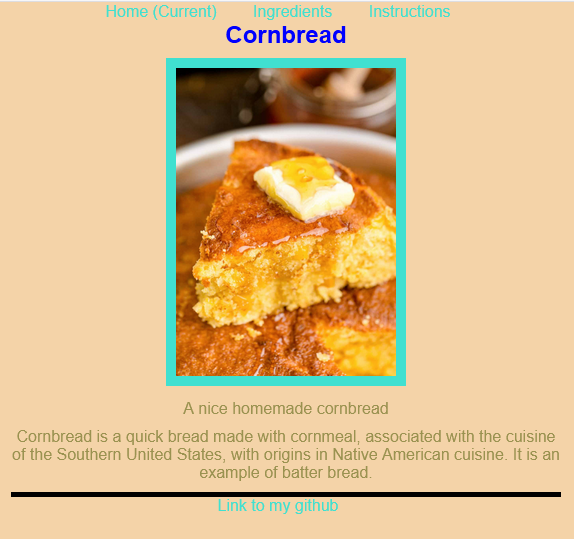 Home (Current) Ingredients Instructions
Cornbread
A nice homemade cornbread
Cornbread is a quick bread made with cornmeal, associated with the cuisine
of the Southern United States, with origins in Native American cuisine. It is an
example of batter bread.
Link to my github